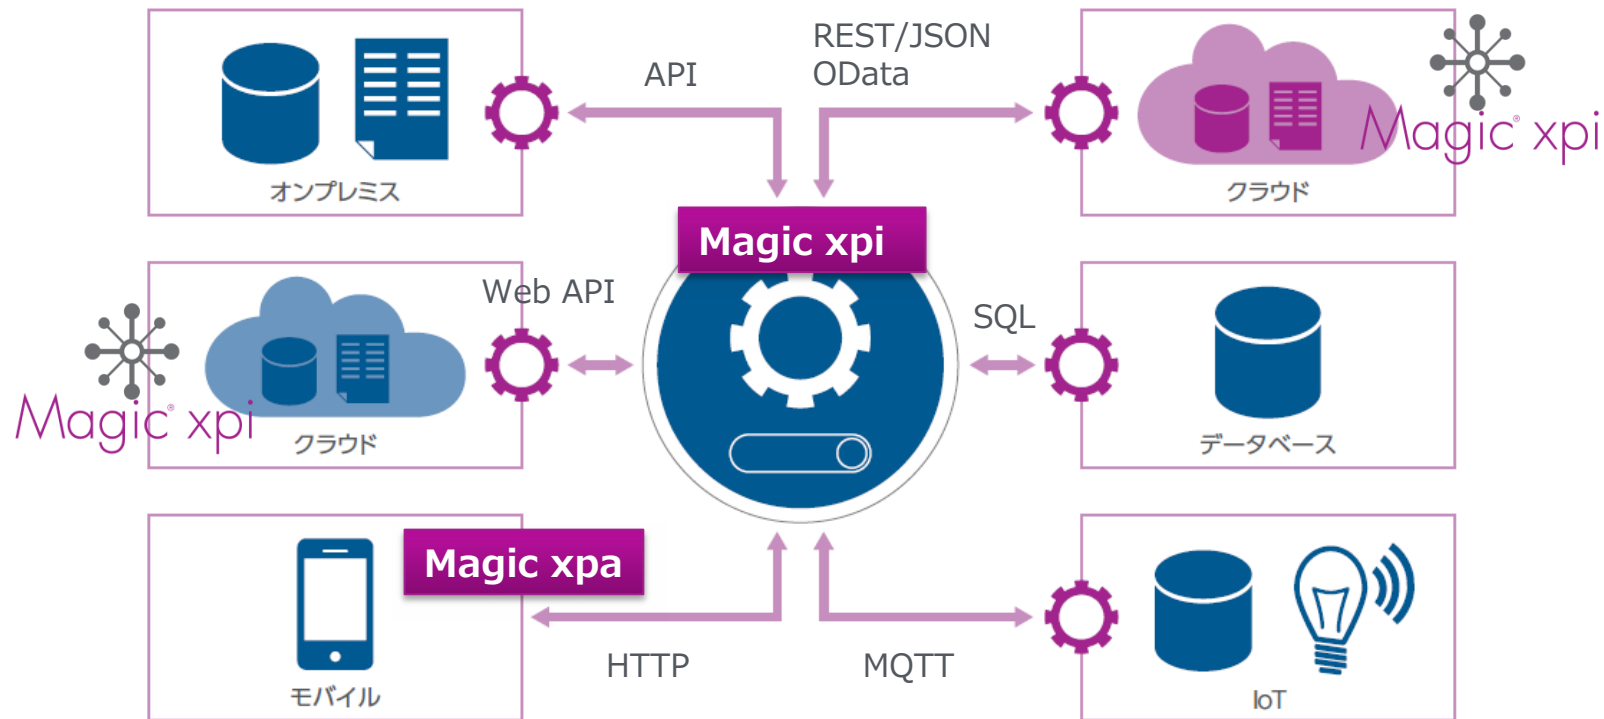 API
REST/JSON
OData
オンプレミス
クラウド
Magic® xpi
Magic xpi
Web API
SQL
Magic® xpi
クラウド
データベース
Magic xpa
モバイル
HTTP
MQTT
IoT